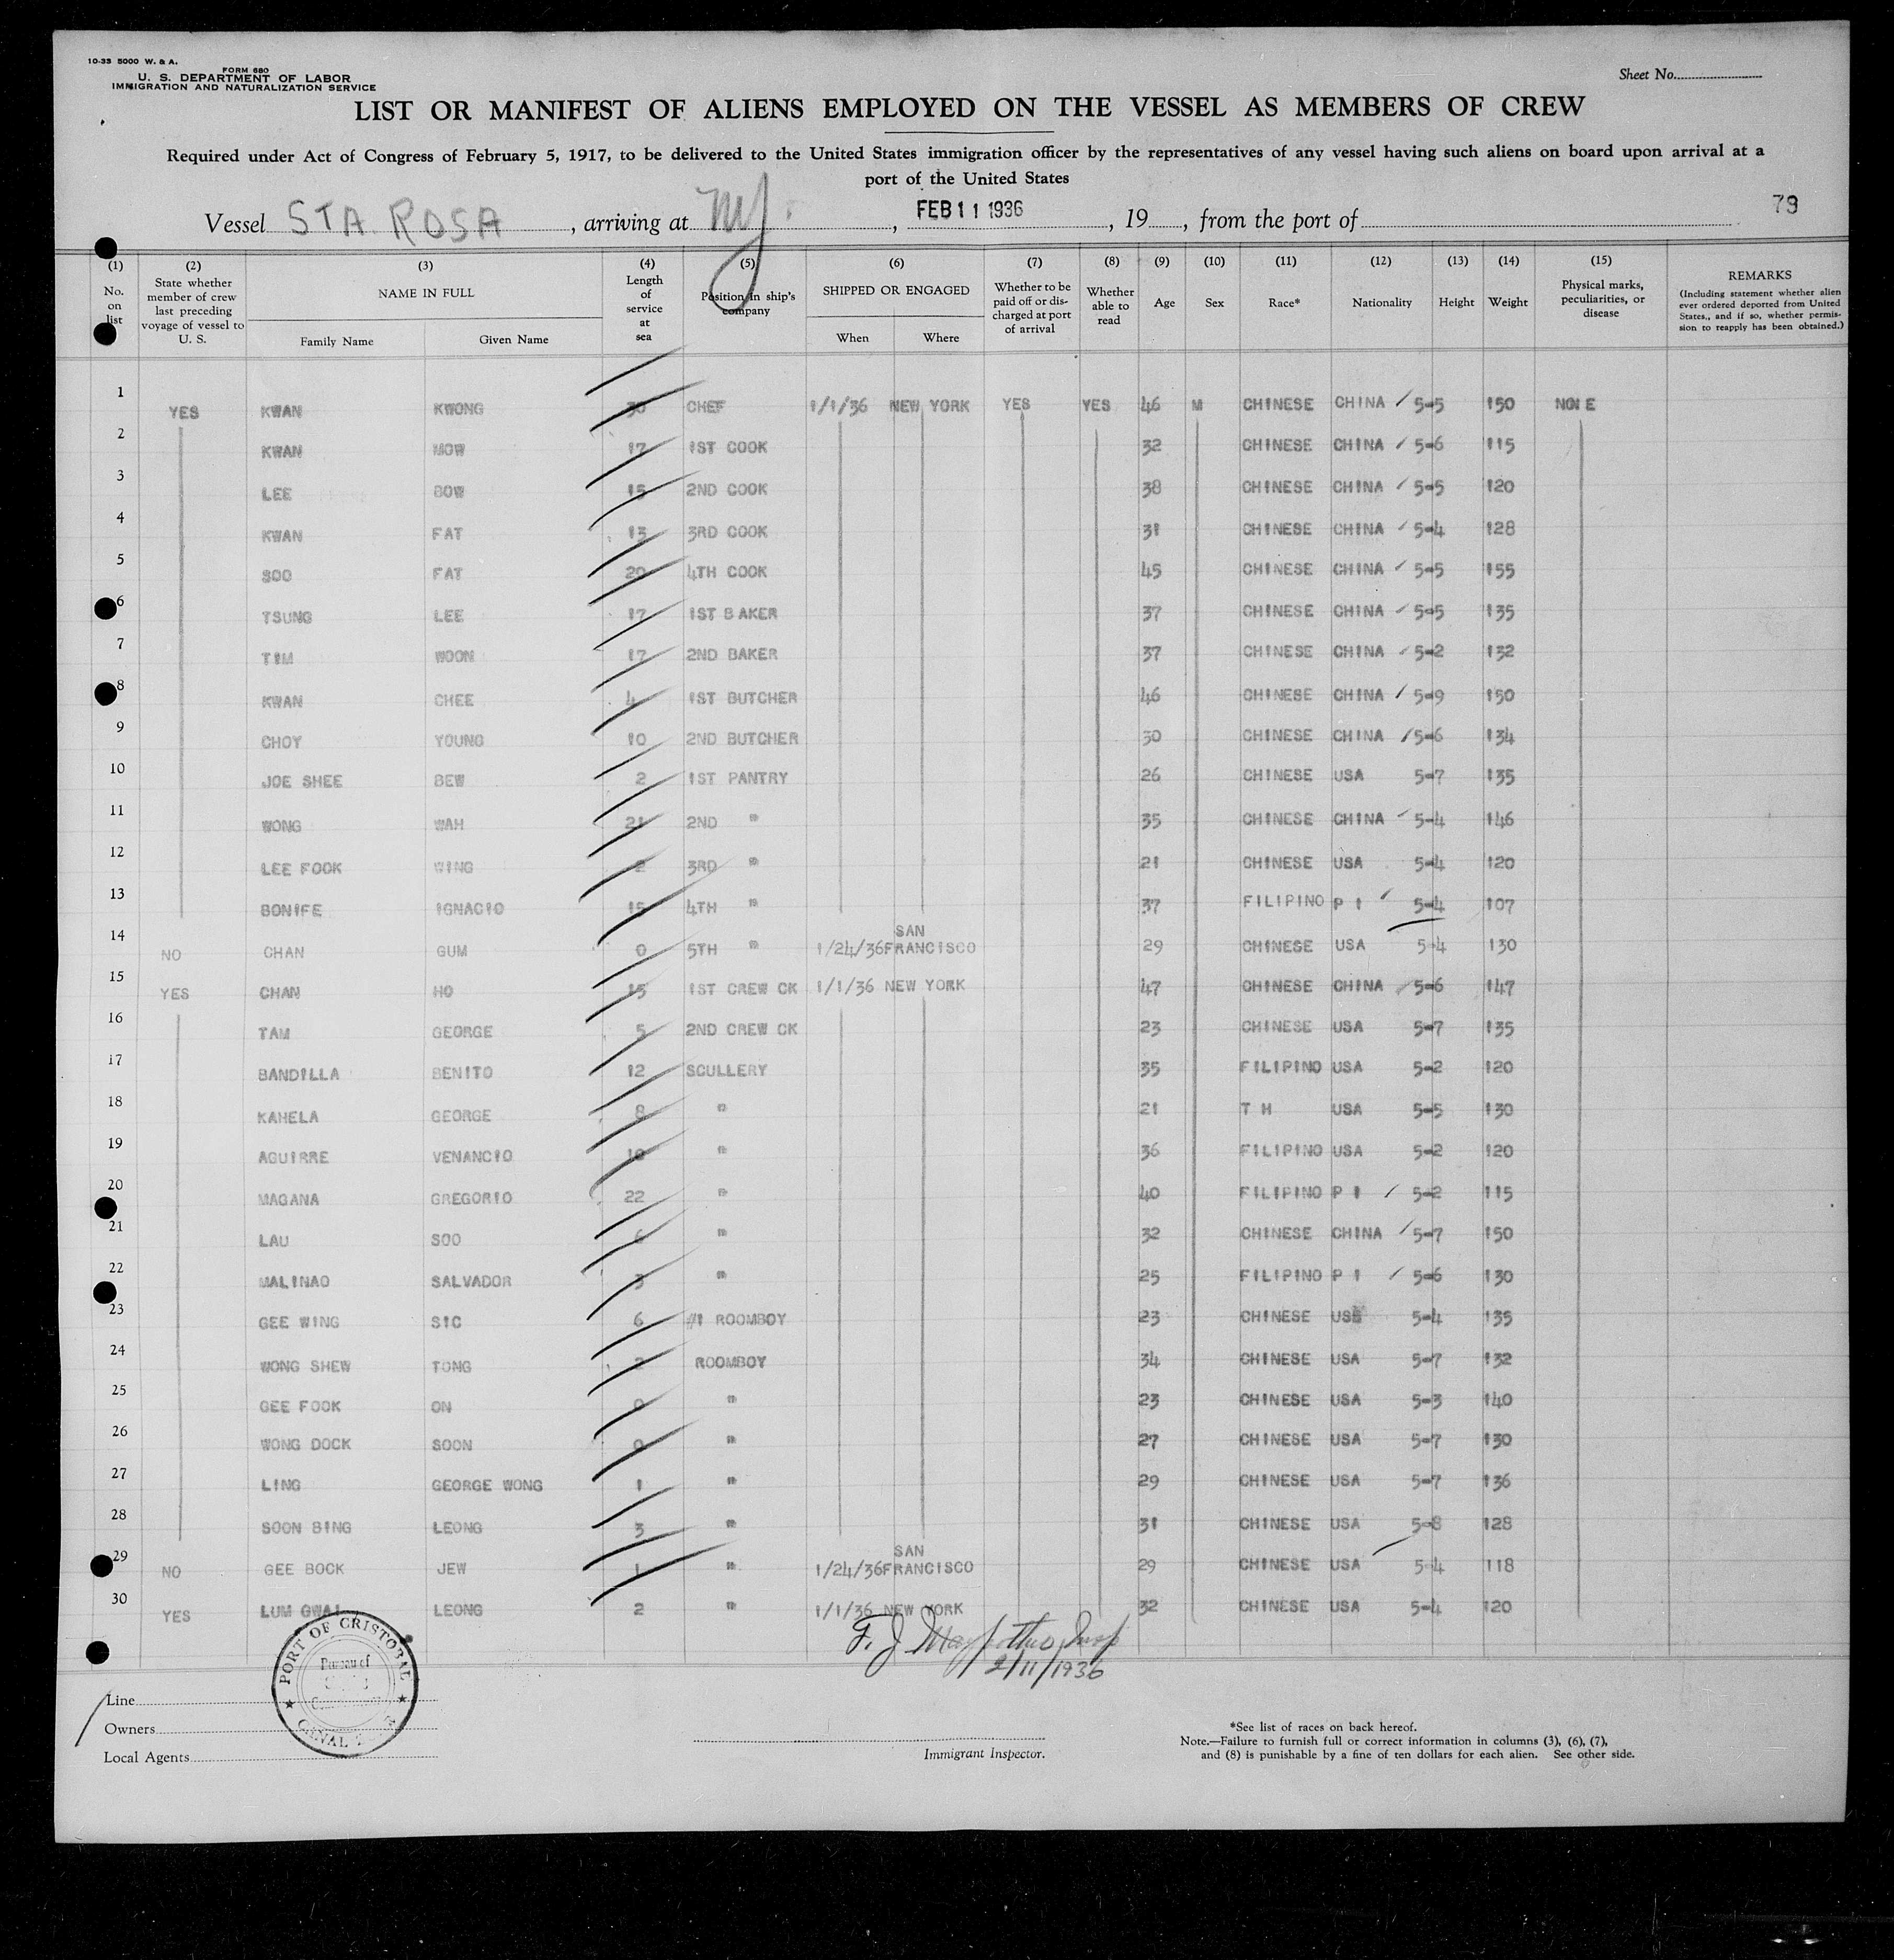 10-33 5000 W. & A.
FORM 680
U. S. DEPARTMENT OF LABOR
IMMIGRATION AND NATURALIZATION SERVICE
Sheet No.
LIST OR MANIFEST OF ALIENS EMPLOYED ON THE VESSEL AS MEMBERS OF CREW
Required under Act of Congress of February 5, 1917, to be delivered to the United States immigration officer by the representatives of any vessel having such aliens on board upon arrival at a
port of the United States
Vessel STA. ROSA, arriving at NY., FEB 11 1936, 19, from the port of 79
(1) (2) (3) (4) (5) (6) (7) (8) (9) (10) (11) (12) (13) (14) (15)
No. on list
State whether member of crew last preceding voyage of vessel to U. S.
NAME IN FULL
Family Name
Given Name
Length of service at sea
Position in ship's company
SHIPPED OR ENGAGED
When
Where
Whether to be paid off or discharged at port of arrival
Whether able to read
Age
Sex
Race*
Nationality
Height
Weight
Physical marks, peculiarities, or disease
REMARKS
(Including statement whether alien ever ordered deported from United States, and if so, whether permission to reapply has been obtained.)
1 YES KWAN KWONG 30 CHEF 1/1/36 NEW YORK YES YES 46 M CHINESE CHINA 5-5 150 NONE
2 KWAN MOW 17 1ST COOK 32 CHINESE CHINA 5-6 115
3 LEE BOW 15 2ND COOK 38 CHINESE CHINA 5-5 120
4 KWAN FAT 13 3RD COOK 31 CHINESE CHINA 5-4 128
5 SOO FAT 20 4TH COOK 45 CHINESE CHINA 5-5 155
6 TSUNG LEE 17 1ST BAKER 37 CHINESE CHINA 5-5 135
7 TIM WOON 17 2ND BAKER 37 CHINESE CHINA 5-2 132
8 KWAN CHEE 4 1ST BUTCHER 46 CHINESE CHINA 5-9 150
9 CHOY YOUNG 10 2ND BUTCHER 30 CHINESE CHINA 5-6 134
10 JOE SHEE BEW 2 1ST PANTRY 26 CHINESE USA 5-7 135
11 WONG WAH 21 2ND " 35 CHINESE CHINA 5-4 146
12 LEE FOOK WING 2 3RD " 21 CHINESE USA 5-4 120
13 BONIFE IGNACIO 15 4TH " 37 FILIPINO P I 5-4 107
14 NO CHAN GUM 0 5TH " 1/24/36 SAN FRANCISCO 29 CHINESE USA 5-4 130
15 YES CHAN HO 15 1ST CREW CK 1/1/36 NEW YORK 47 CHINESE CHINA 5-6 147
16 TAM GEORGE 5 2ND CREW CK 23 CHINESE USA 5-7 135
17 BANDILLA BENITO 12 SCULLERY 35 FILIPINO USA 5-2 120
18 KAHELA GEORGE 8 " 21 T H USA 5-5 130
19 AGUIRRE VENANCIO 10 " 36 FILIPINO USA 5-2 120
20 MAGANA GREGORIO 22 " 40 FILIPINO P I 5-2 115
21 LAU SOO 6 " 32 CHINESE CHINA 5-7 150
22 MALINAO SALVADOR 3 " 25 FILIPINO P I 5-6 130
23 GEE WING SIC 6 #1 ROOMBOY 23 CHINESE USA 5-4 135
24 WONG SHEW TONG 2 ROOMBOY 34 CHINESE USA 5-7 132
25 GEE FOOK ON 0 " 23 CHINESE USA 5-3 140
26 WONG DOCK SOON 0 " 27 CHINESE USA 5-7 130
27 LING GEORGE WONG 1 " 29 CHINESE USA 5-7 136
28 SOON SING LEONG 3 " 31 CHINESE USA 5-8 128
29 NO GEE BOCK JEW 1 " 1/24/36 SAN FRANCISCO 29 CHINESE USA 5-4 118
30 YES LUM GWAI LEONG 2 " 1/1/36 NEW YORK 32 CHINESE USA 5-4 120
F. J.
2/11/1936
PORT OF CRISTOBAL
Bureau of
CANAL
Line
Owners
Local Agents
Immigrant Inspector.
*See list of races on back hereof.
Note.—Failure to furnish full or correct information in columns (3), (6), (7),
and (8) is punishable by a fine of ten dollars for each alien. See other side.